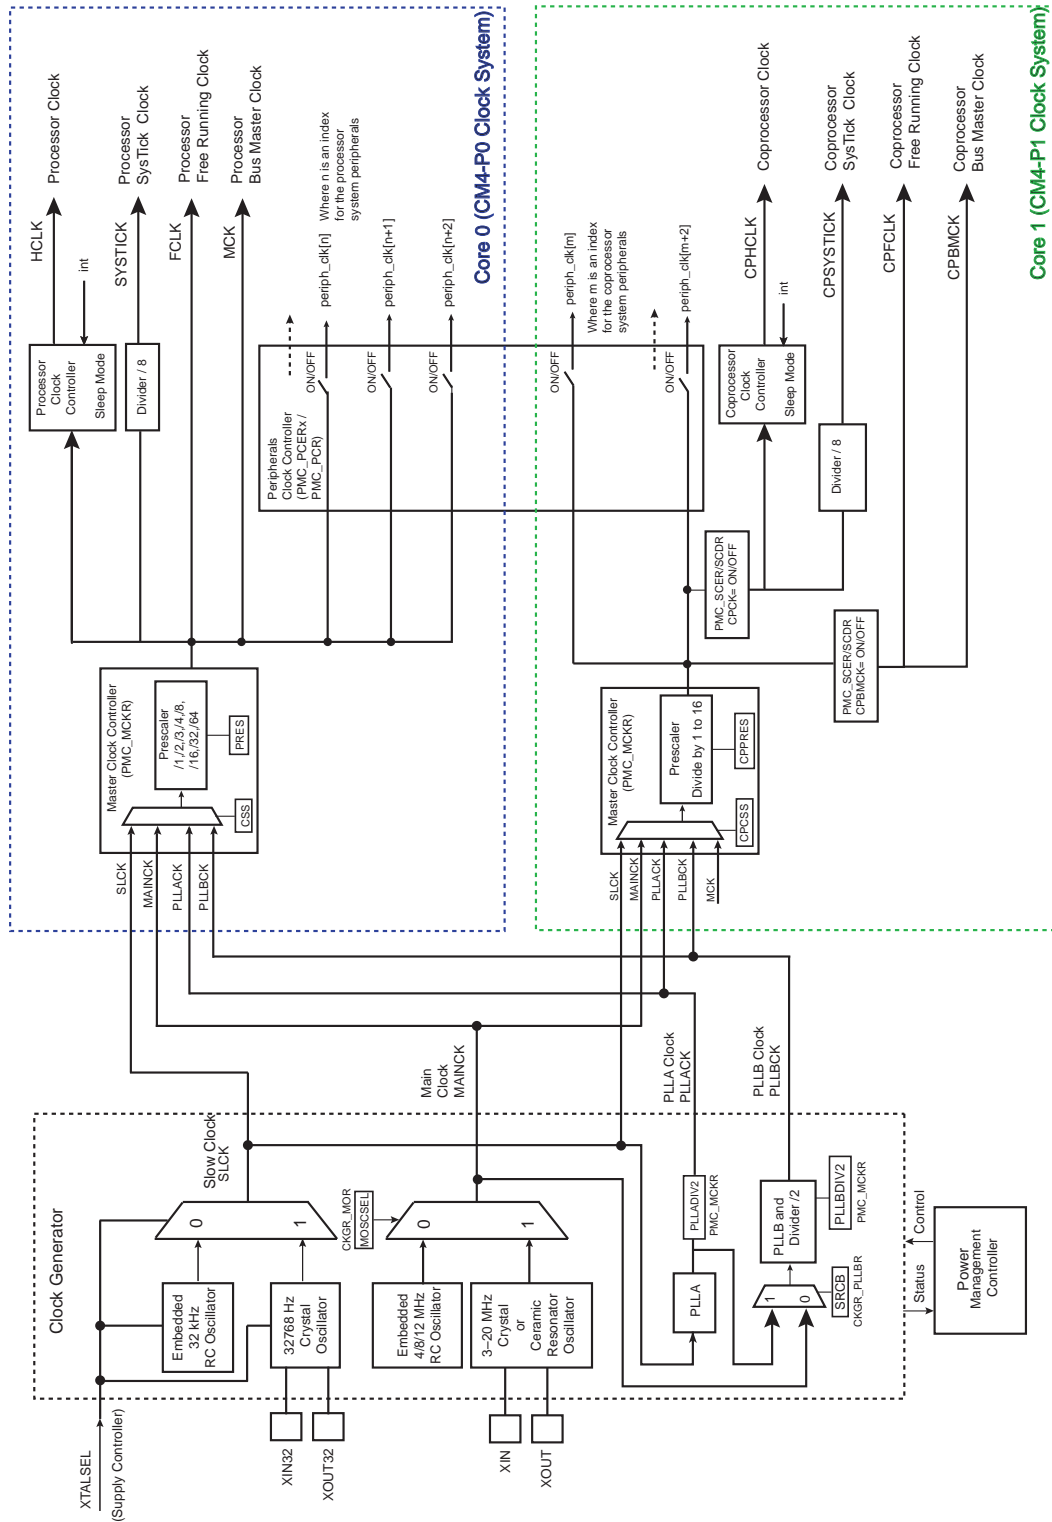 XTALSEL
(Supply Controller)
Clock Generator
Embedded
32 kHz
RC Oscillator
0
1
Slow Clock
SLCK
XIN32
XOUT32
32768 Hz
Crystal
Oscillator
CKGR_MOR
MOSCSEL
Embedded
4/8/12 MHz
RC Oscillator
0
1
Main
Clock
MAINCK
XIN
XOUT
3–20 MHz
Crystal
or
Ceramic
Resonator
Oscillator
PLLA
PLLADIV2
PMC_MCKR
PLLA Clock
PLLACK
1
0
SRCB
CKGR_PLLBR
PLLB and
Divider /2
PLLBDIV2
PMC_MCKR
PLLB Clock
PLLBCK
Status
Control
Power
Management
Controller
SLCK
MAINCK
PLLACK
PLLBCK
Master Clock Controller
(PMC_MCKR)
CSS
Prescaler
/1,/2,/3,/4,/8,
/16,/32,/64
PRES
Processor
Clock
Controller
Sleep Mode
int
HCLK
Processor Clock
Divider / 8
SYSTICK
Processor
SysTick Clock
FCLK
Processor
Free Running Clock
MCK
Processor
Bus Master Clock
Peripherals
Clock Controller
(PMC_PCERx /
PMC_PCR)
ON/OFF
periph_clk[n]
Where n is an index
for the processor
system peripherals
ON/OFF
periph_clk[n+1]
ON/OFF
periph_clk[n+2]
Core 0 (CM4-P0 Clock System)
SLCK
MAINCK
PLLACK
PLLBCK
MCK
Master Clock Controller
(PMC_MCKR)
CPCSS
Prescaler
Divide by 1 to 16
CPPRES
ON/OFF
periph_clk[m]
Where m is an index
for the coprocessor
system peripherals
ON/OFF
periph_clk[m+2]
PMC_SCER/SCDR
CPCK= ON/OFF
Coprocessor
Clock
Controller
Sleep Mode
int
CPHCLK
Coprocessor Clock
Divider / 8
CPSYSTICK
Coprocessor
SysTick Clock
PMC_SCER/SCDR
CPBMCK= ON/OFF
CPFCLK
Coprocessor
Free Running Clock
CPBMCK
Coprocessor
Bus Master Clock
Core 1 (CM4-P1 Clock System)